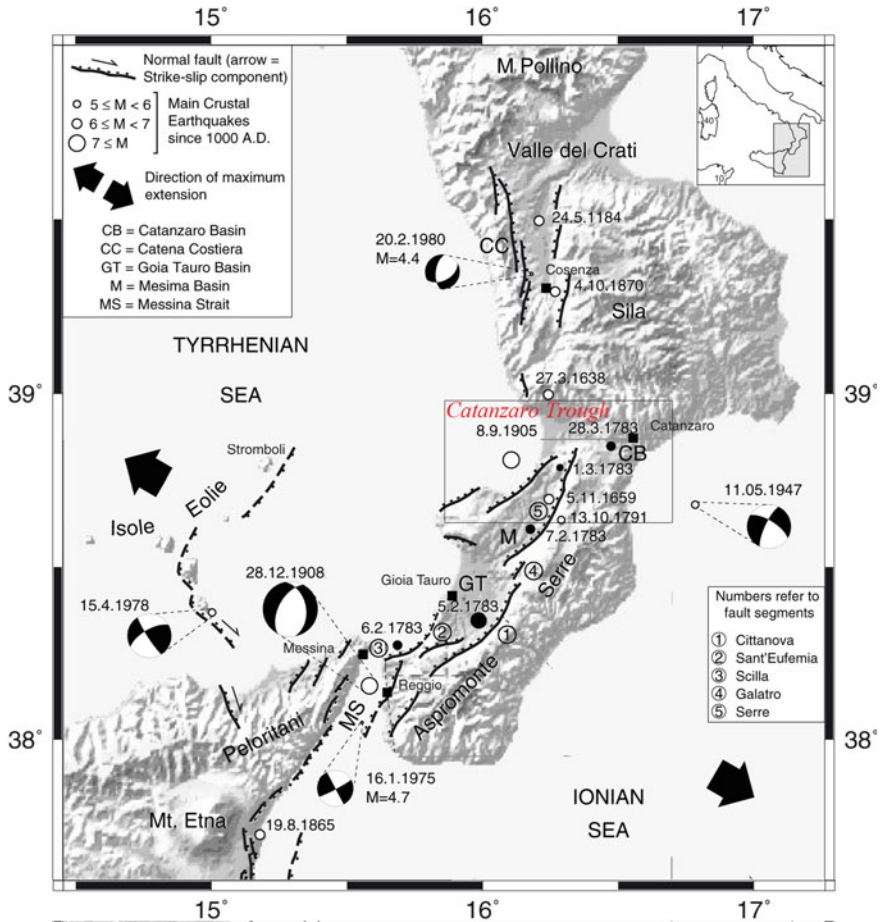 15° 16° 17°
Normal fault (arrow =
Strike-slip component)
5 ≤ M < 6
6 ≤ M < 7
7 ≤ M
Main Crustal
Earthquakes
since 1000 A.D.
Direction of maximum
extension
CB = Catanzaro Basin
CC = Catena Costiera
GT = Goia Tauro Basin
M = Mesima Basin
MS = Messina Strait
40
10°
M Pollino
Valle del Crati
24.5.1184
CC
20.2.1980
M=4.4
Cosenza
4.10.1870
Sila
TYRRHENIAN
SEA
39° 39°
27.3.1638
Catanzaro Trough
8.9.1905
28.3.1783
Catanzaro
CB
1.3.1783
5.11.1659
5
13.10.1791
7.2.1783
M
11.05.1947
Stromboli
Isole Eolie
4
Serre
Gioia Tauro
GT
28.12.1908
5.2.1783
15.4.1978
6.2.1783
3
2
1
Messina
Reggio
Aspromonte
MS
Peloritani
Numbers refer to
fault segments
1 Cittanova
2 Sant'Eufemia
3 Scilla
4 Galatro
5 Serre
38° 38°
16.1.1975
M=4.7
IONIAN
SEA
Mt. Etna
19.8.1865
15° 16° 17°